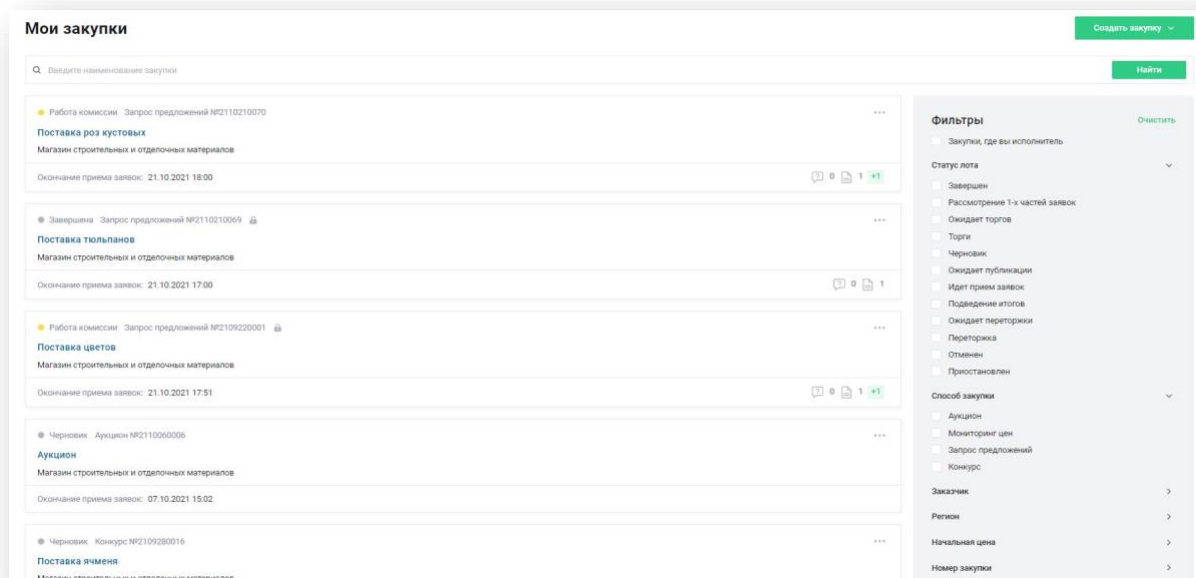 Мои закупки
Создать закупку
Введите наименование закупки
Найти
Работа комиссии Запрос предложений №2110210070
Поставка роз кустовых
Магазин строительных и отделочных материалов
Окончание приема заявок: 21.10.2021 18:00
0 1 +1
Завершена Запрос предложений №2110210069
Поставка тюльпанов
Магазин строительных и отделочных материалов
Окончание приема заявок: 21.10.2021 17:00
0 1
Работа комиссии Запрос предложений №2109220001
Поставка цветов
Магазин строительных и отделочных материалов
Окончание приема заявок: 21.10.2021 17:51
0 1 +1
Черновик Аукцион №2110060006
Аукцион
Магазин строительных и отделочных материалов
Окончание приема заявок: 07.10.2021 15:02
Черновик Конкурс №2109280016
Поставка ячменя
Магазин строительных и отделочных материалов
Фильтры Очистить
Закупки, где вы исполнитель
Статус лота
Завершен
Рассмотрение 1-х частей заявок
Ожидает торгов
Торги
Черновик
Ожидает публикации
Идет прием заявок
Подведение итогов
Ожидает переторжки
Переторжка
Отменен
Приостановлен
Способ закупки
Аукцион
Мониторинг цен
Запрос предложений
Конкурс
Заказчик
Регион
Начальная цена
Номер закупки